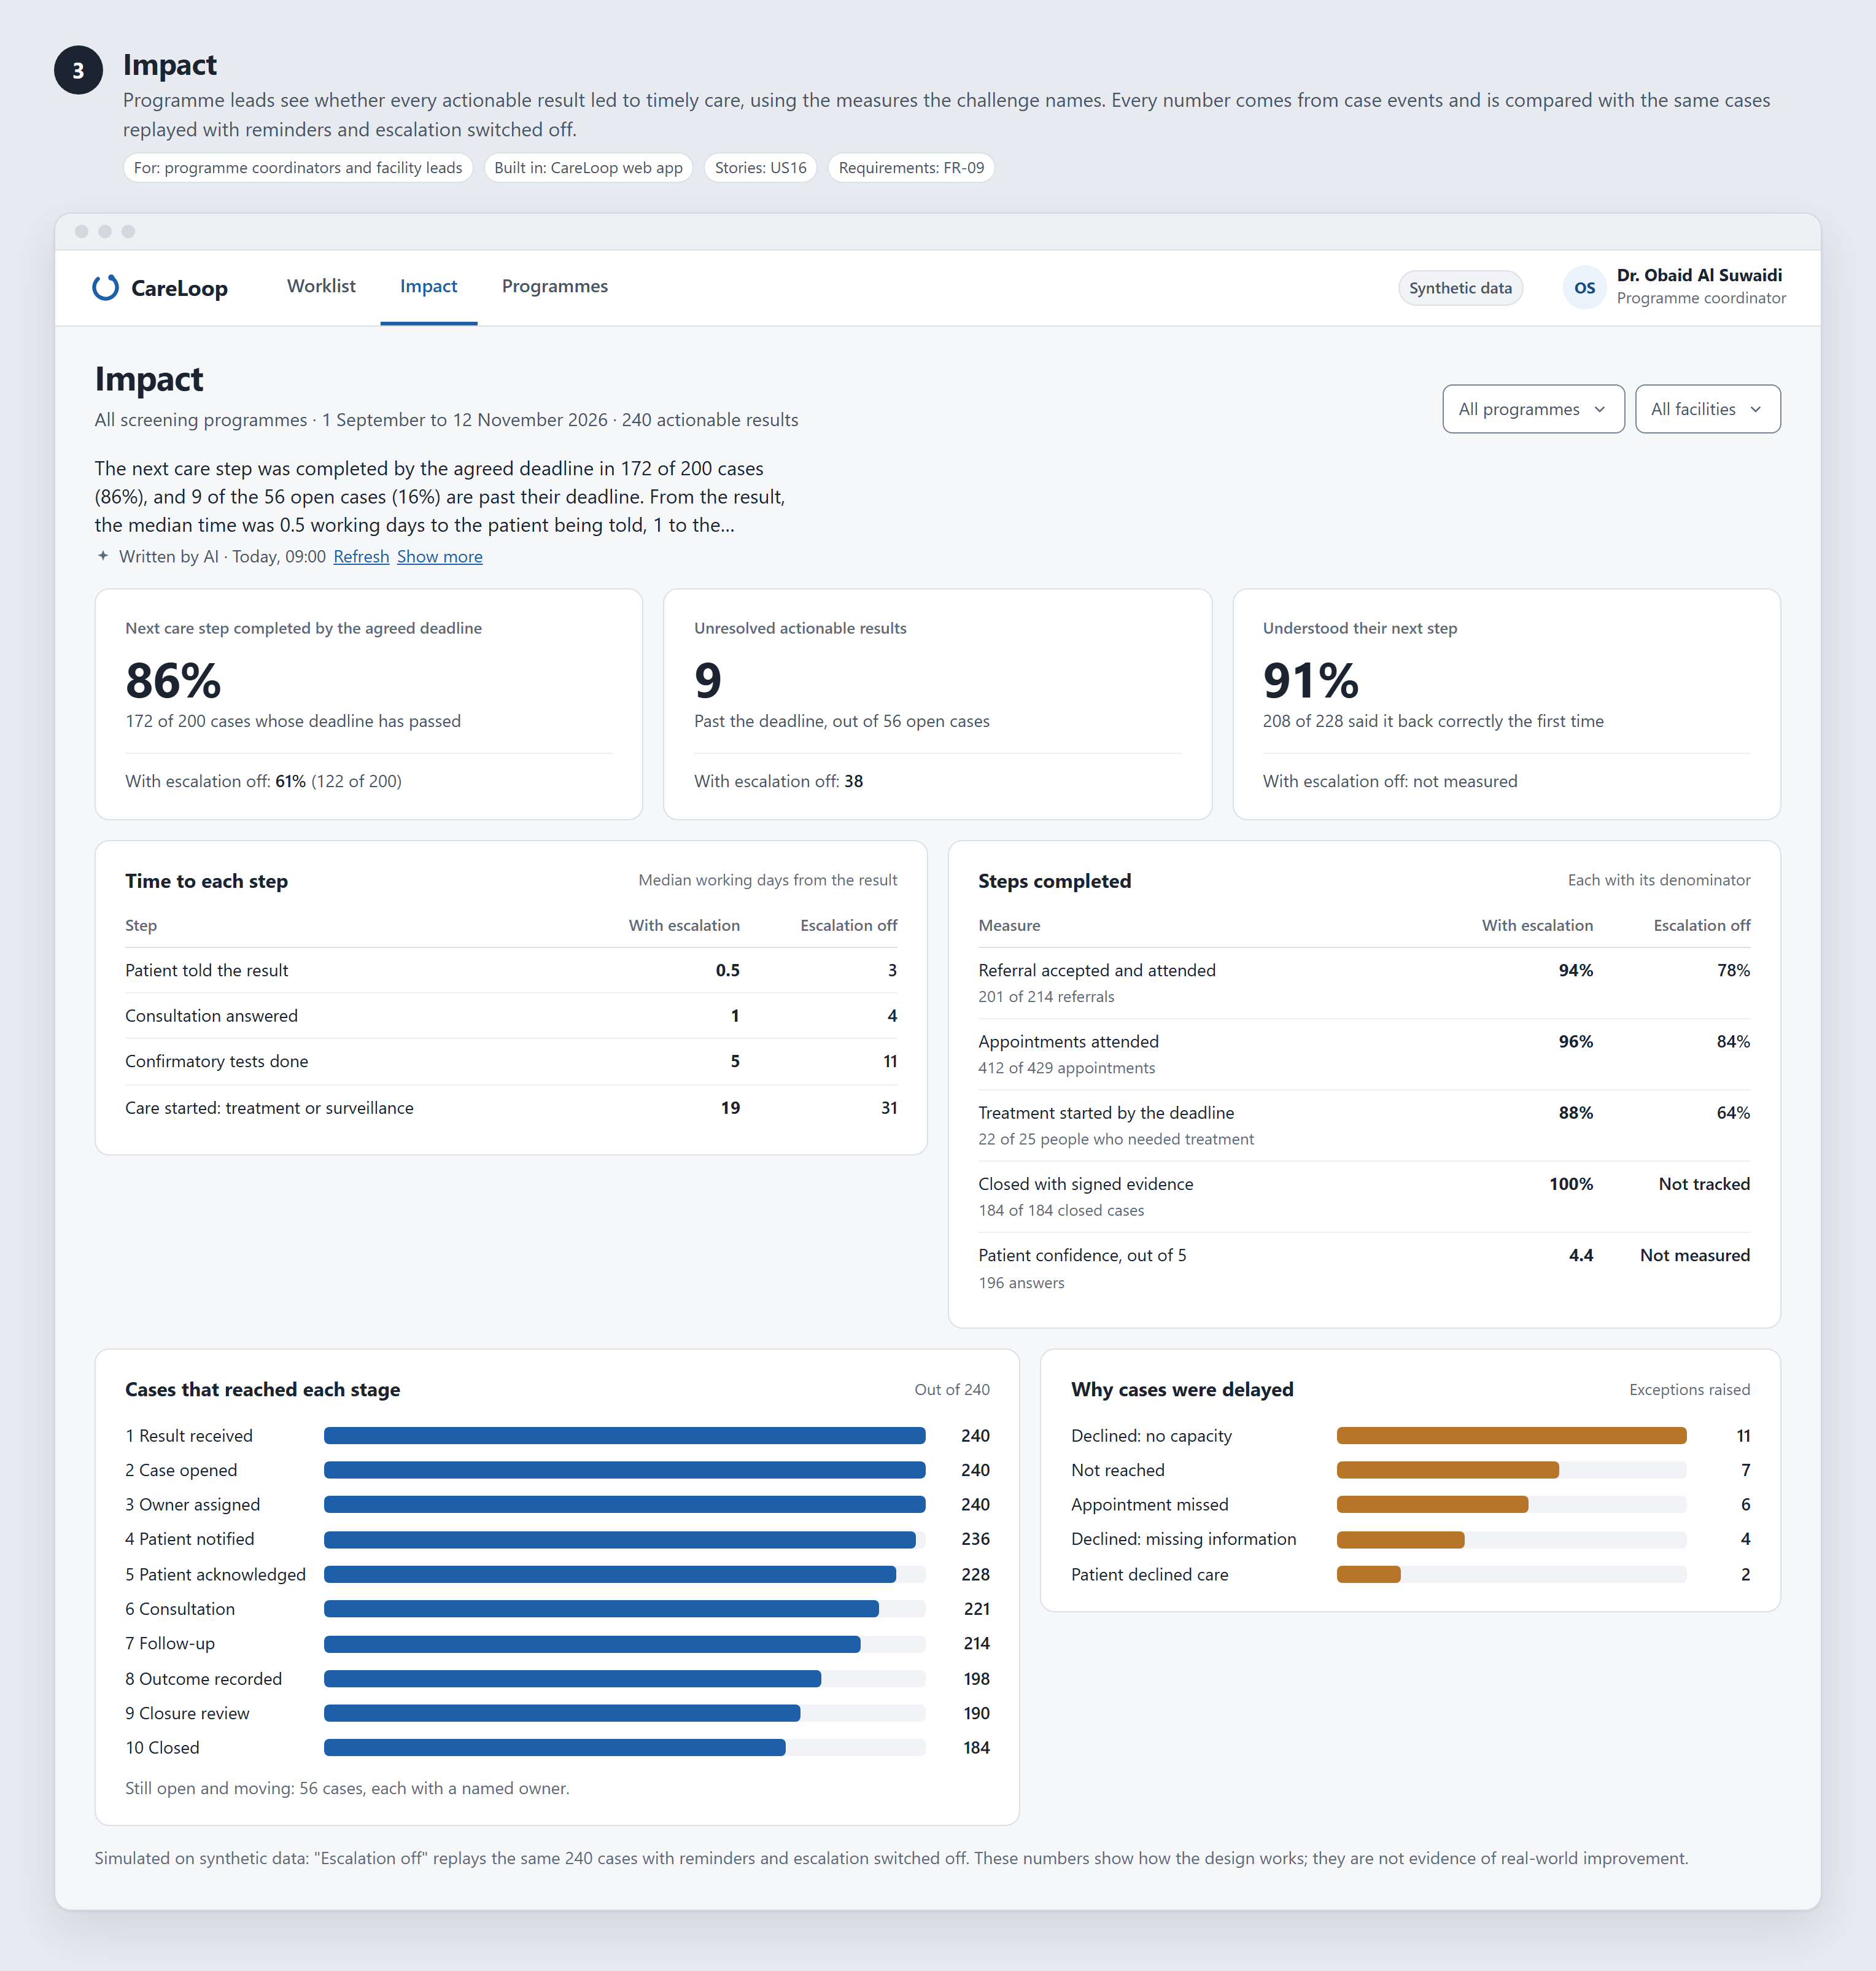 3
Impact
Programme leads see whether every actionable result led to timely care, using the measures the challenge names. Every number comes from case events and is compared with the same cases
replayed with reminders and escalation switched off.
For: programme coordinators and facility leads
Built in: CareLoop web app
Stories: US16
Requirements: FR-09
CareLoop
Worklist
Impact
Programmes
Synthetic data
OS
Dr. Obaid Al Suwaidi
Programme coordinator
Impact
All screening programmes · 1 September to 12 November 2026 · 240 actionable results
All programmes
All facilities
The next care step was completed by the agreed deadline in 172 of 200 cases
(86%), and 9 of the 56 open cases (16%) are past their deadline. From the result,
the median time was 0.5 working days to the patient being told, 1 to the...
Written by AI · Today, 09:00 Refresh Show more
Next care step completed by the agreed deadline
86%
172 of 200 cases whose deadline has passed
With escalation off: 61% (122 of 200)
Unresolved actionable results
9
Past the deadline, out of 56 open cases
With escalation off: 38
Understood their next step
91%
208 of 228 said it back correctly the first time
With escalation off: not measured
Time to each step
Median working days from the result
Step With escalation Escalation off
Patient told the result 0.5 3
Consultation answered 1 4
Confirmatory tests done 5 11
Care started: treatment or surveillance 19 31
Steps completed
Each with its denominator
Measure With escalation Escalation off
Referral accepted and attended 94% 78%
201 of 214 referrals
Appointments attended 96% 84%
412 of 429 appointments
Treatment started by the deadline 88% 64%
22 of 25 people who needed treatment
Closed with signed evidence 100% Not tracked
184 of 184 closed cases
Patient confidence, out of 5 4.4 Not measured
196 answers
Cases that reached each stage
Out of 240
1 Result received 240
2 Case opened 240
3 Owner assigned 240
4 Patient notified 236
5 Patient acknowledged 228
6 Consultation 221
7 Follow-up 214
8 Outcome recorded 198
9 Closure review 190
10 Closed 184
Still open and moving: 56 cases, each with a named owner.
Why cases were delayed
Exceptions raised
Declined: no capacity 11
Not reached 7
Appointment missed 6
Declined: missing information 4
Patient declined care 2
Simulated on synthetic data: "Escalation off" replays the same 240 cases with reminders and escalation switched off. These numbers show how the design works; they are not evidence of real-world improvement.